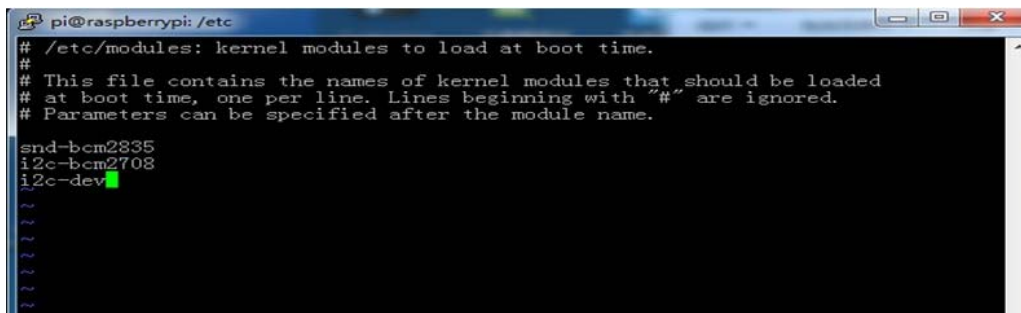 pi@raspberrypi: /etc
# /etc/modules: kernel modules to load at boot time.
#
# This file contains the names of kernel modules that should be loaded
# at boot time, one per line. Lines beginning with "#" are ignored.
# Parameters can be specified after the module name.
snd-bcm2835
i2c-bcm2708
i2c-dev
~
~
~
~
~
~
~
~